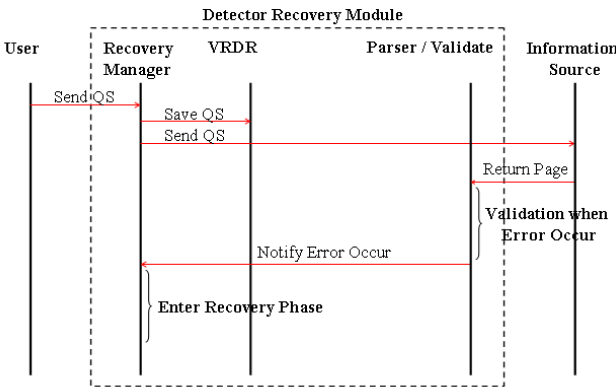 Detector Recovery Module
User
Recovery Manager
VRDR
Parser / Validate
Information Source
Send QS
Save QS
Send QS
Return Page
Validation when
Error Occur
Notify Error Occur
Enter Recovery Phase